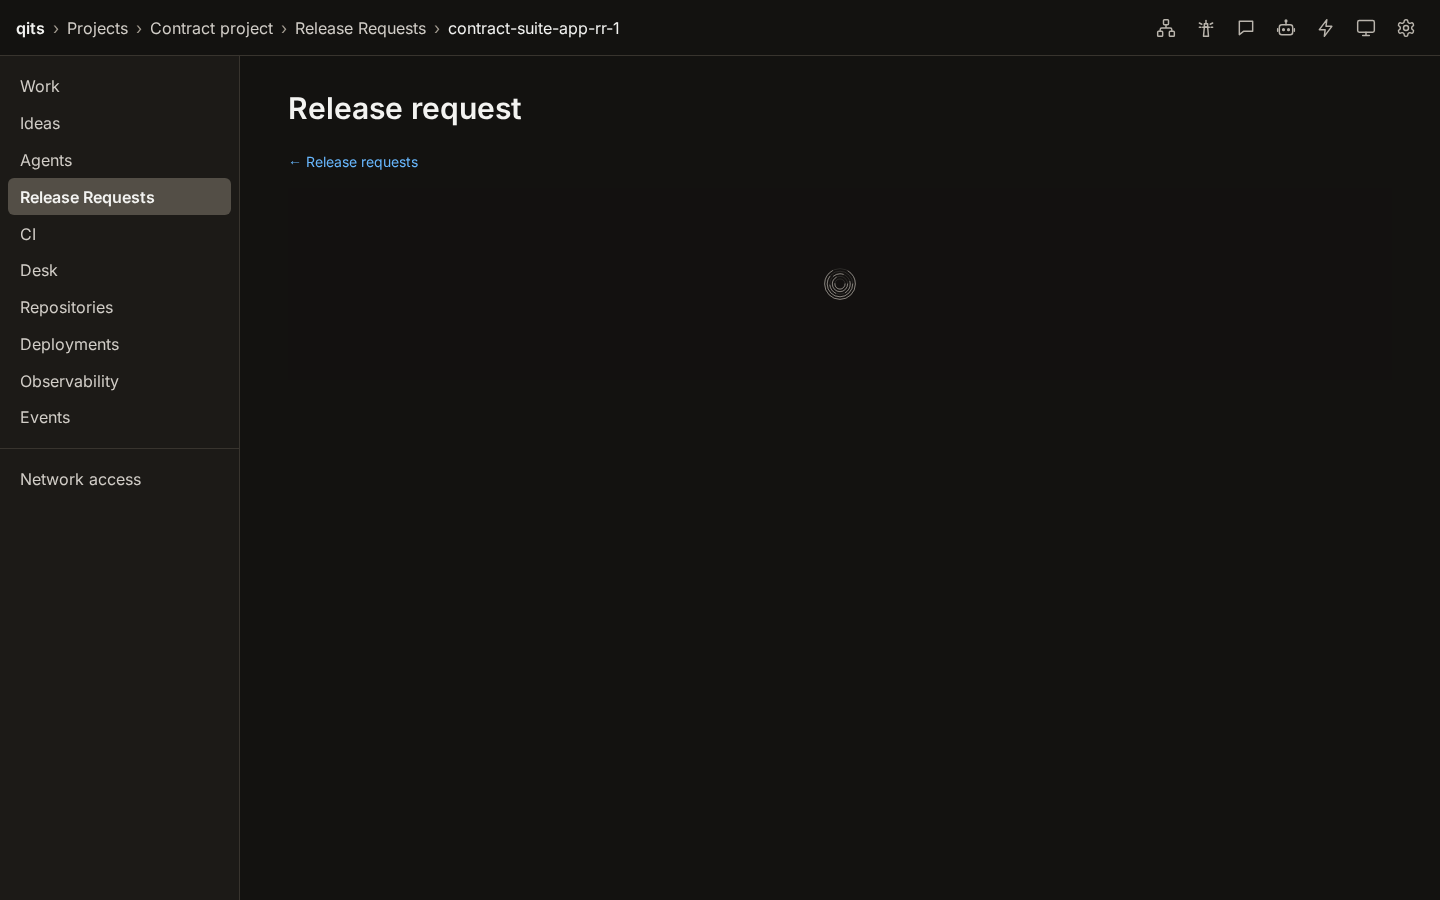 qits › Projects › Contract project › Release Requests › contract-suite-app-rr-1
Work
Ideas
Agents
Release Requests
CI
Desk
Repositories
Deployments
Observability
Events
Network access
Release request
← Release requests